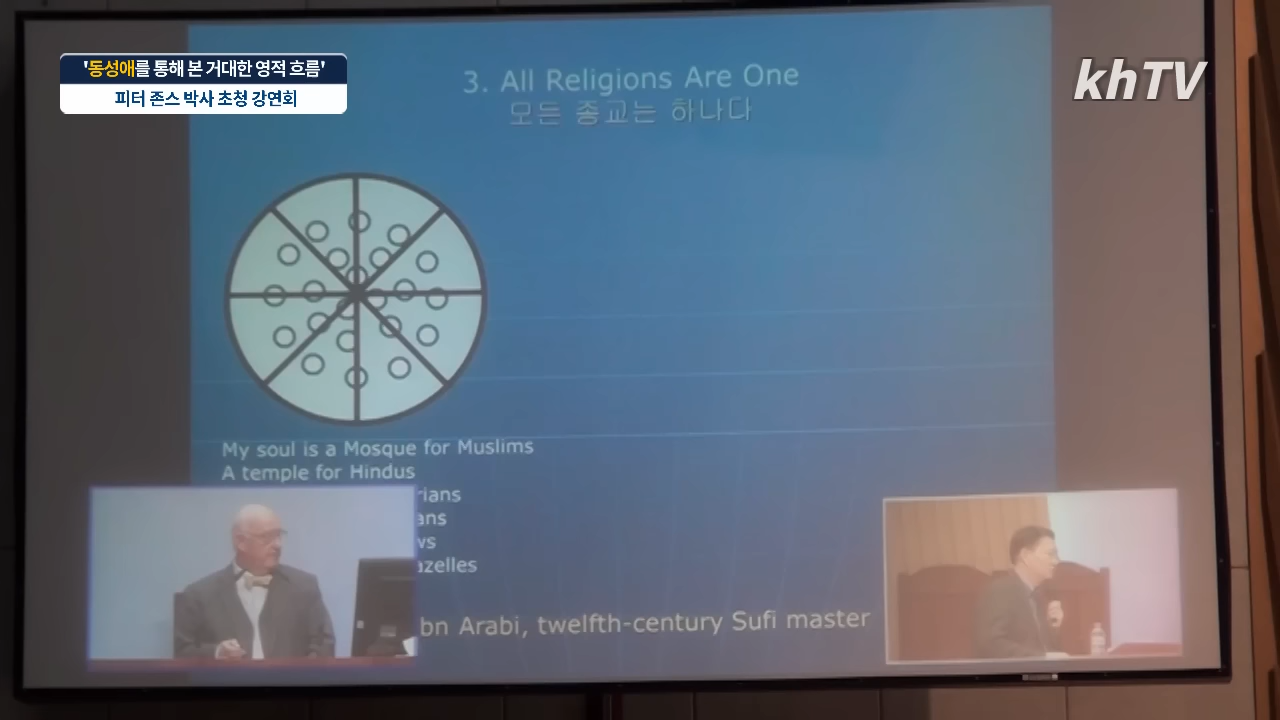 '동성애를 통해 본 거대한 영적 흐름'
피터 존스 박사 초청 강연회
khTV
3. All Religions Are One
모든 종교는 하나다
My soul is a Mosque for Muslims
A temple for Hindus
rians
ans
ws
azelles
bn Arabi, twelfth-century Sufi master